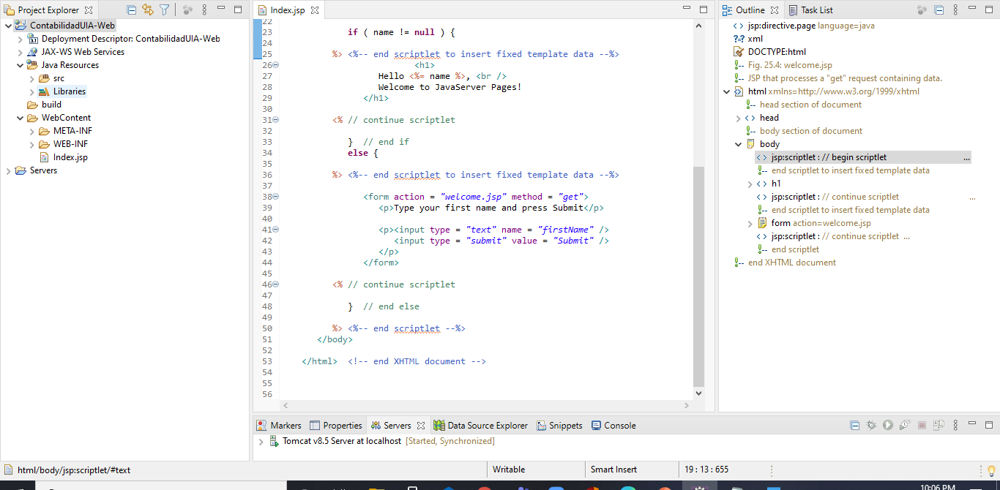 Project Explorer
ContabilidadUIA-Web
Deployment Descriptor: ContabilidadUIA-Web
JAX-WS Web Services
Java Resources
src
Libraries
build
WebContent
META-INF
WEB-INF
Index.jsp
Servers
Index.jsp
22
23 if ( name != null ) {
24
25 %> <%-- end scriptlet to insert fixed template data --%>
26 <h1>
27 Hello <%= name %>, <br />
28 Welcome to JavaServer Pages!
29 </h1>
30
31 <% // continue scriptlet
32
33 } // end if
34 else {
35
36 %> <%-- end scriptlet to insert fixed template data --%>
37
38 <form action = "welcome.jsp" method = "get">
39 <p>Type your first name and press Submit</p>
40
41 <p><input type = "text" name = "firstName" />
42 <input type = "submit" value = "Submit" />
43 </p>
44 </form>
45
46 <% // continue scriptlet
47
48 } // end else
49
50 %> <%-- end scriptlet --%>
51 </body>
52
53 </html> <!-- end XHTML document -->
54
55
56
Outline
Task List
jsp:directive.page language=java
?=? xml
DOCTYPE:html
Fig. 25.4: welcome.jsp
JSP that processes a "get" request containing data.
html xmlns=http://www.w3.org/1999/xhtml
head section of document
head
body section of document
body
jsp:scriptlet : // begin scriptlet ...
end scriptlet to insert fixed template data
h1
jsp:scriptlet : // continue scriptlet ...
end scriptlet to insert fixed template data
form action=welcome.jsp
jsp:scriptlet : // continue scriptlet ...
end scriptlet
end XHTML document
Markers Properties Servers Data Source Explorer Snippets Console
Tomcat v8.5 Server at localhost [Started, Synchronized]
html/body/jsp:scriptlet/#text
Writable
Smart Insert
19 : 13 : 655
10:06 PM